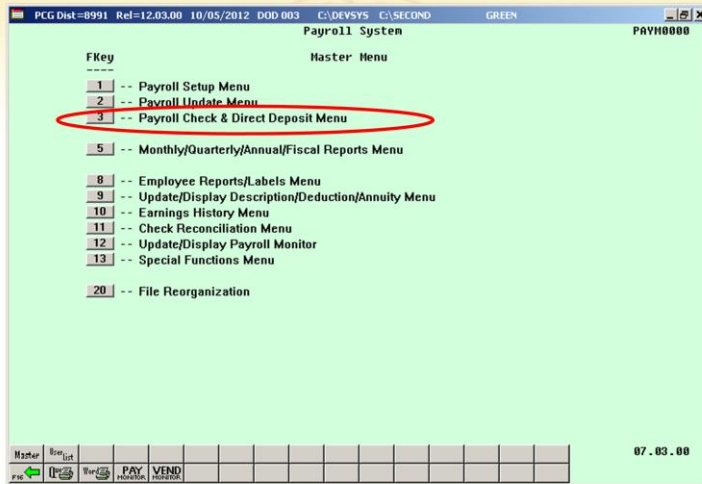 PCG Dist=8991 Rel=12.03.00 10/05/2012 DOD 003 C:\DEVSYS C:\SECOND GREEN
Payroll System PAYM0000
FKey Master Menu
----
1 -- Payroll Setup Menu
2 -- Payroll Update Menu
3 -- Payroll Check & Direct Deposit Menu
5 -- Monthly/Quarterly/Annual/Fiscal Reports Menu
8 -- Employee Reports/Labels Menu
9 -- Update/Display Description/Deduction/Annuity Menu
10 -- Earnings History Menu
11 -- Check Reconciliation Menu
12 -- Update/Display Payroll Monitor
13 -- Special Functions Menu
20 -- File Reorganization
Master User list 07.03.00
F16 Que Word PAY MONITOR VEND MONITOR